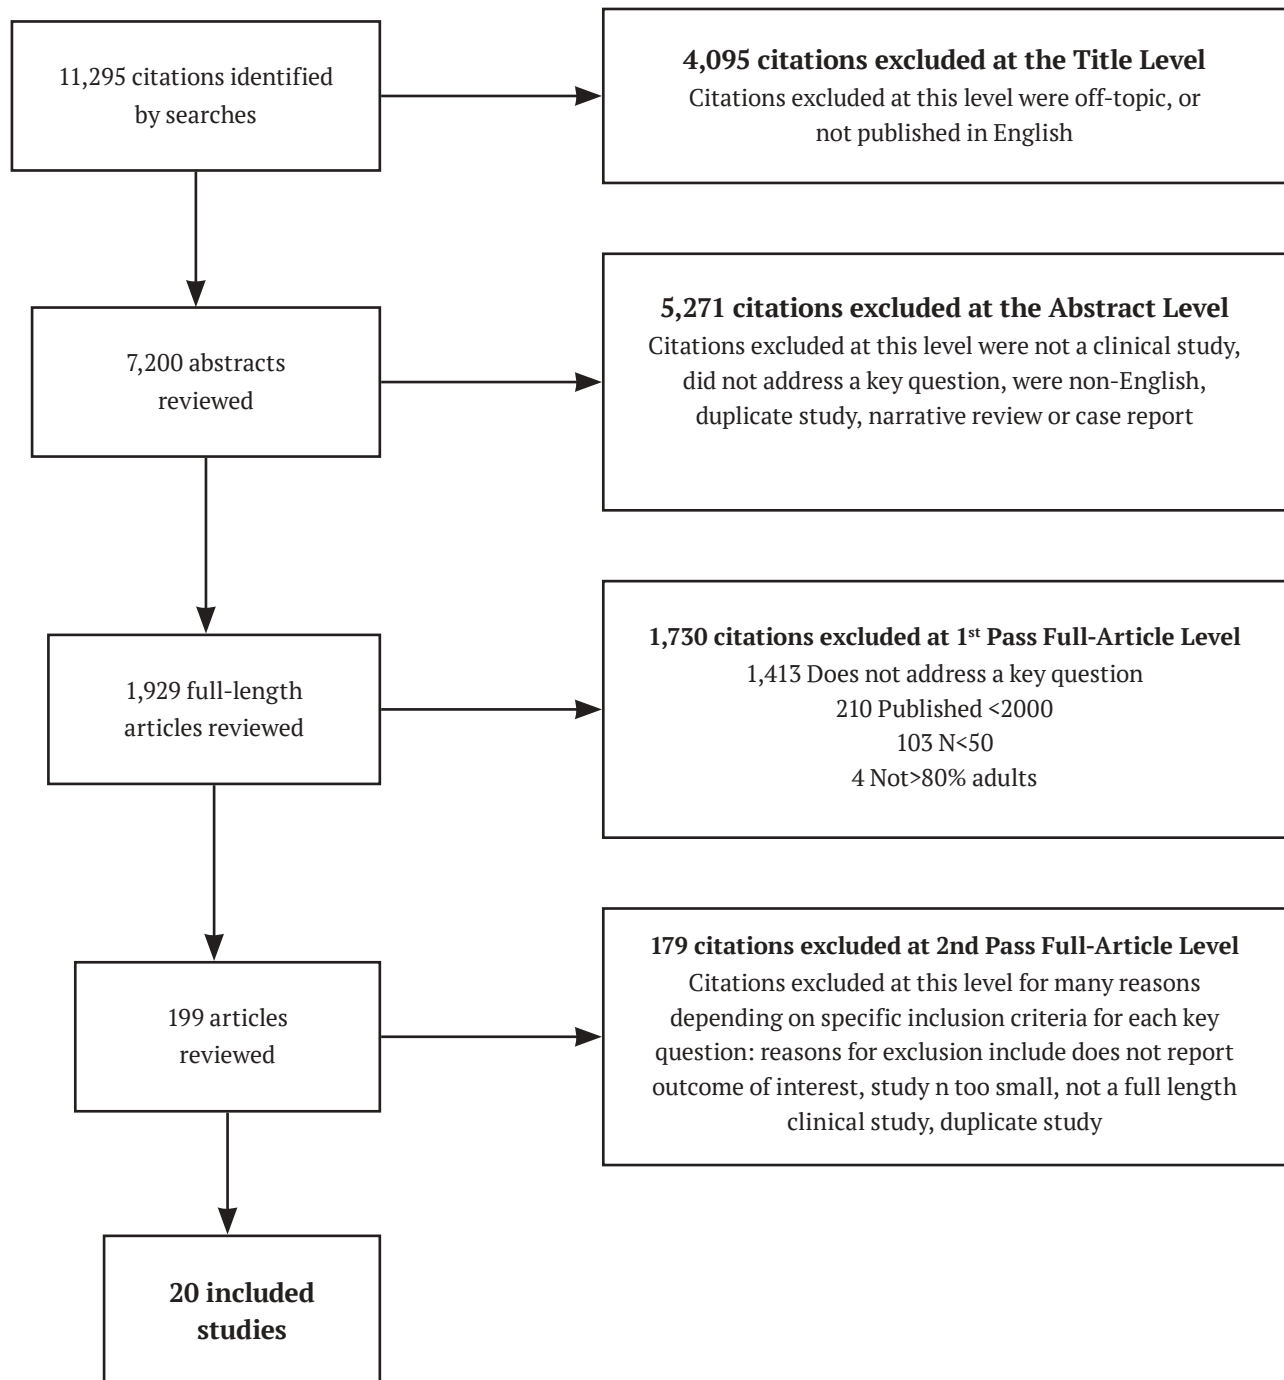 11,295 citations identified
by searches
4,095 citations excluded at the Title Level
Citations excluded at this level were off-topic, or
not published in English
7,200 abstracts
reviewed
5,271 citations excluded at the Abstract Level
Citations excluded at this level were not a clinical study,
did not address a key question, were non-English,
duplicate study, narrative review or case report
1,929 full-length
articles reviewed
1,730 citations excluded at 1st Pass Full-Article Level
1,413 Does not address a key question
210 Published <2000
103 N<50
4 Not>80% adults
199 articles
reviewed
179 citations excluded at 2nd Pass Full-Article Level
Citations excluded at this level for many reasons
depending on specific inclusion criteria for each key
question: reasons for exclusion include does not report
outcome of interest, study n too small, not a full length
clinical study, duplicate study
20 included
studies